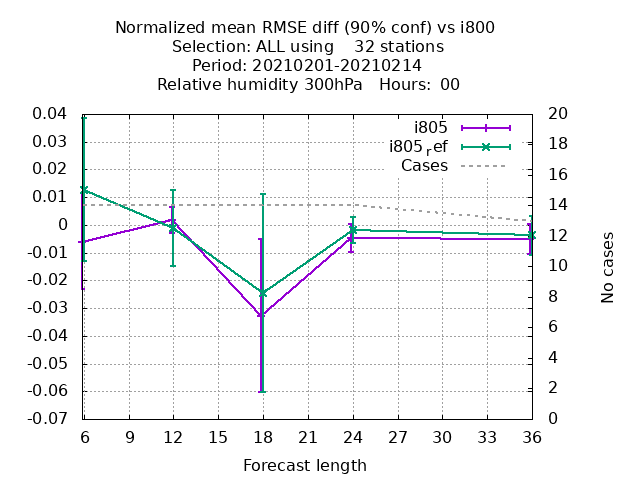 Normalized mean RMSE diff (90% conf) vs i800
Selection: ALL using    32 stations
Period: 20210201-20210214
Relative humidity 300hPa   Hours:  00
0.04
0.03
0.02
0.01
0
-0.01
-0.02
-0.03
-0.04
-0.05
-0.06
-0.07
i805
i805ref
Cases
20
18
16
14
12
10
8
6
4
2
0
No cases
6 9 12 15 18 21 24 27 30 33 36
Forecast length